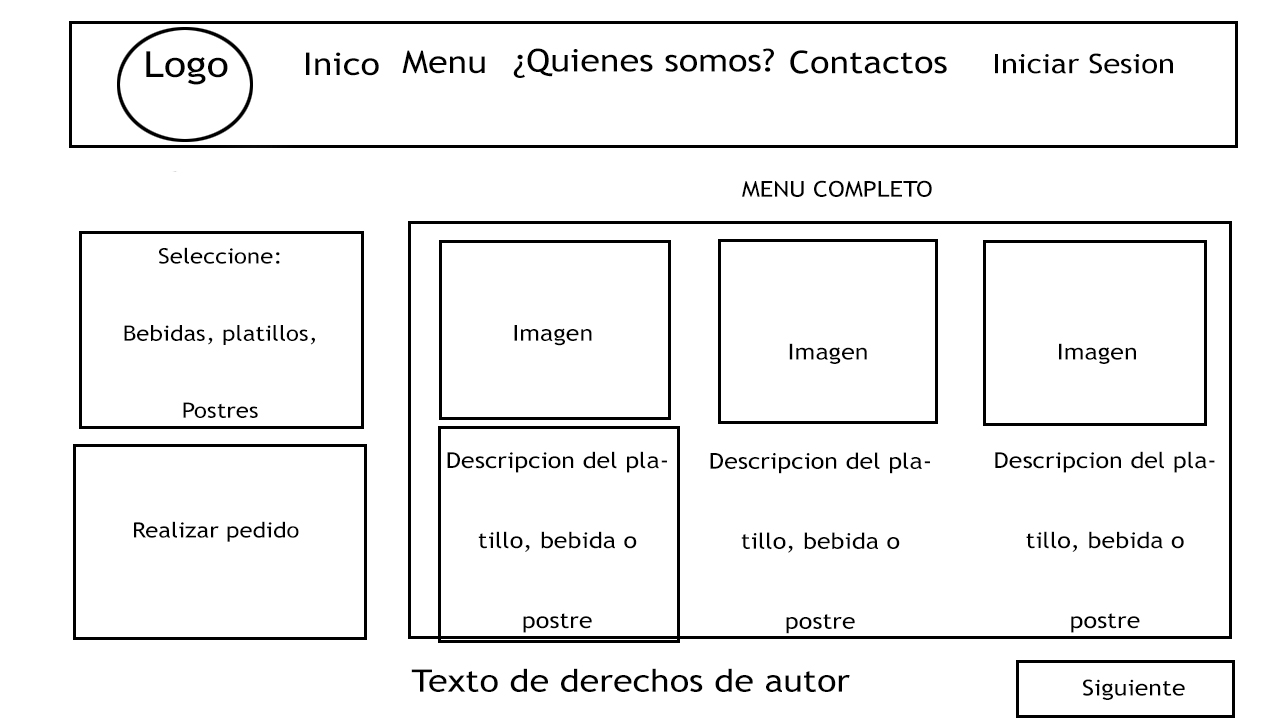 Logo Inico Menu ¿Quienes somos? Contactos Iniciar Sesion
MENU COMPLETO
Seleccione:
Bebidas, platillos,
Postres
Realizar pedido
Imagen
Descripcion del pla-
tillo, bebida o
postre
Imagen
Descripcion del pla-
tillo, bebida o
postre
Imagen
Descripcion del pla-
tillo, bebida o
postre
Texto de derechos de autor
Siguiente